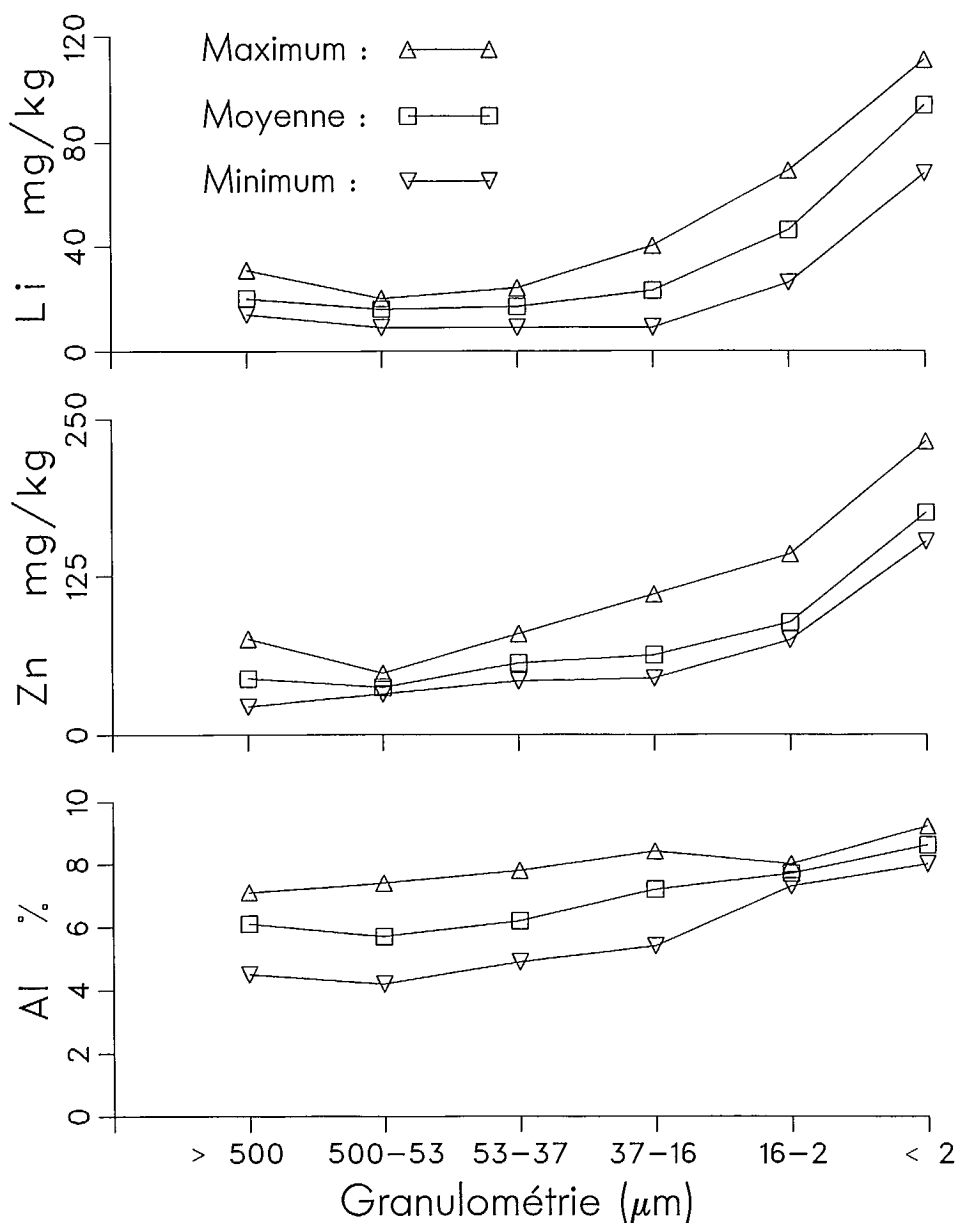 Maximum :
Moyenne :
Minimum :
Li mg/kg
120
80
40
0
Zn mg/kg
250
125
0
Al %
10
8
6
4
2
0
> 500 500-53 53-37 37-16 16-2 < 2
Granulométrie (μm)